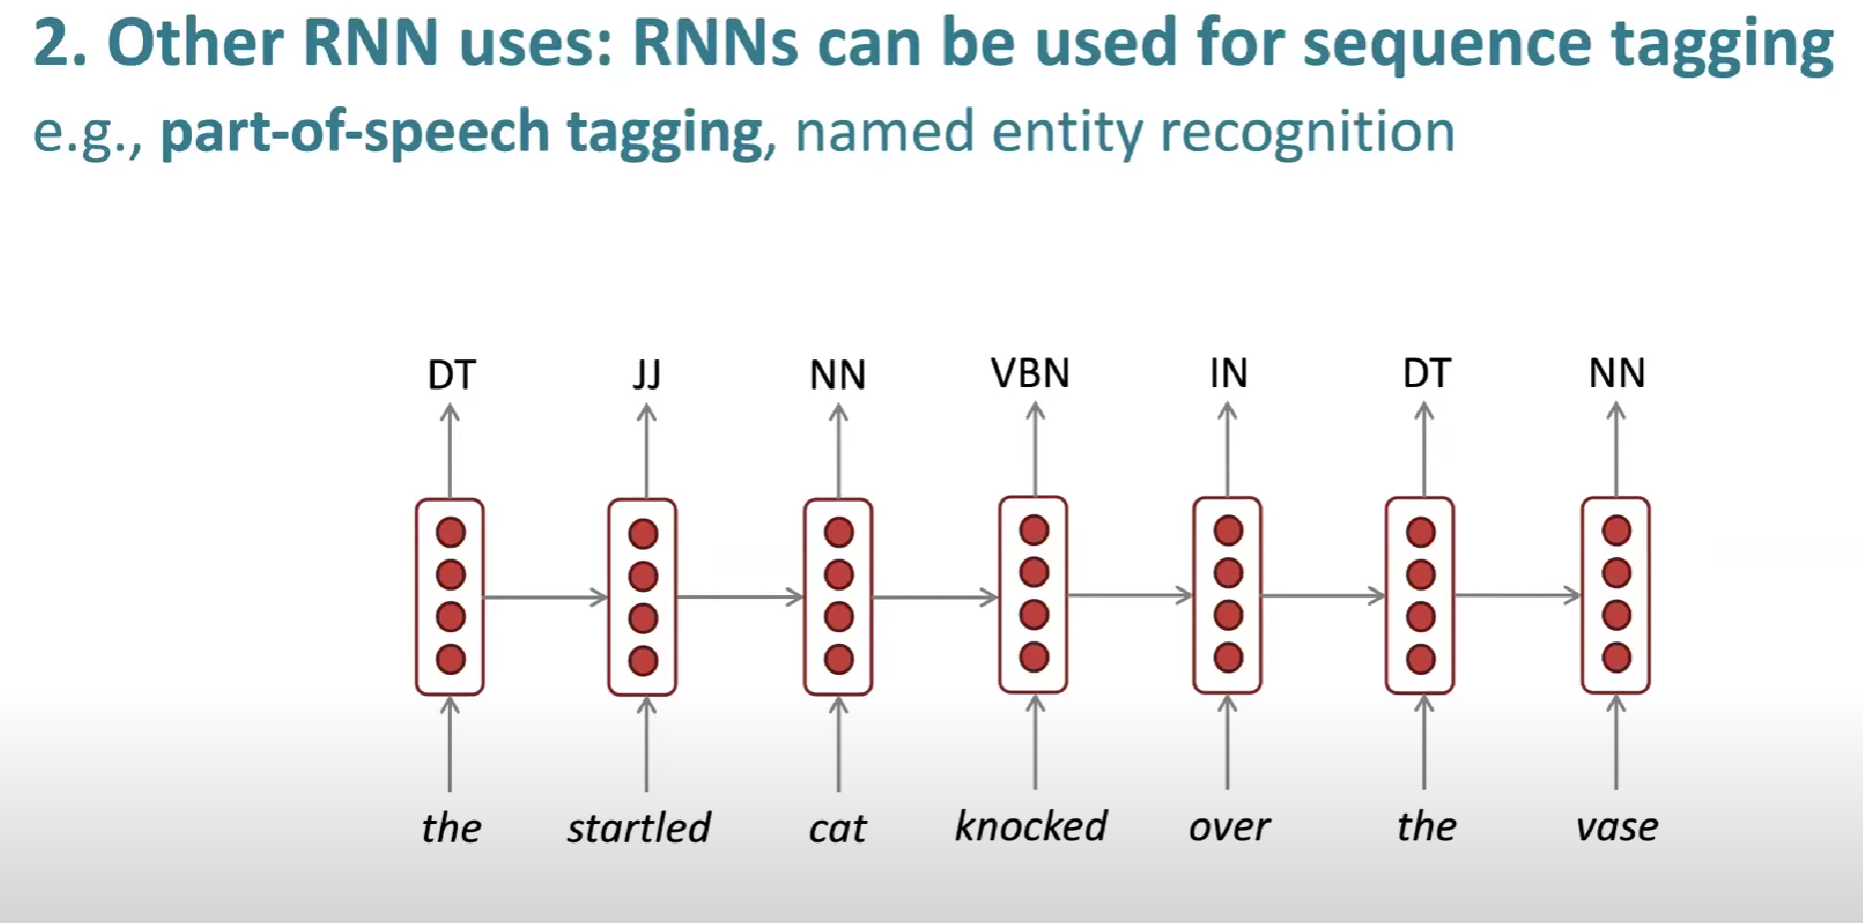 2. Other RNN uses: RNNs can be used for sequence tagging
e.g., part-of-speech tagging, named entity recognition
DT JJ NN VBN IN DT NN
the startled cat knocked over the vase